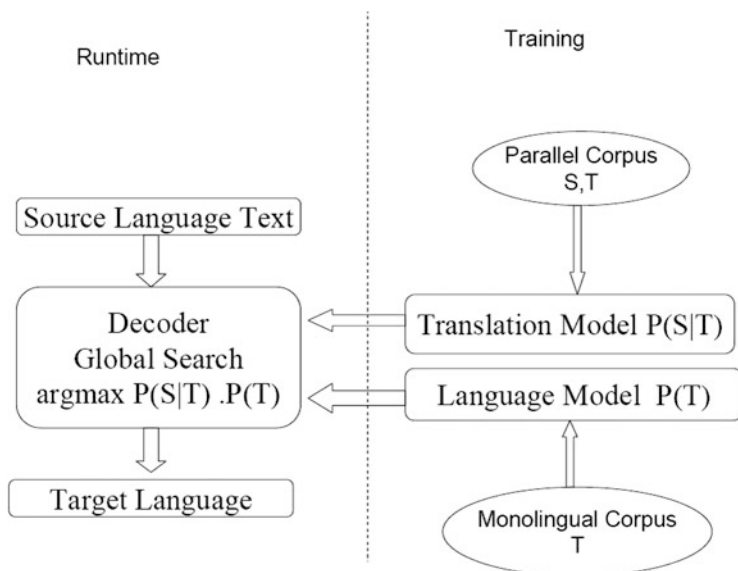 Runtime
Training
Parallel Corpus
S,T
Source Language Text
Decoder
Global Search
argmax P(S|T) .P(T)
Translation Model P(S|T)
Language Model P(T)
Target Language
Monolingual Corpus
T